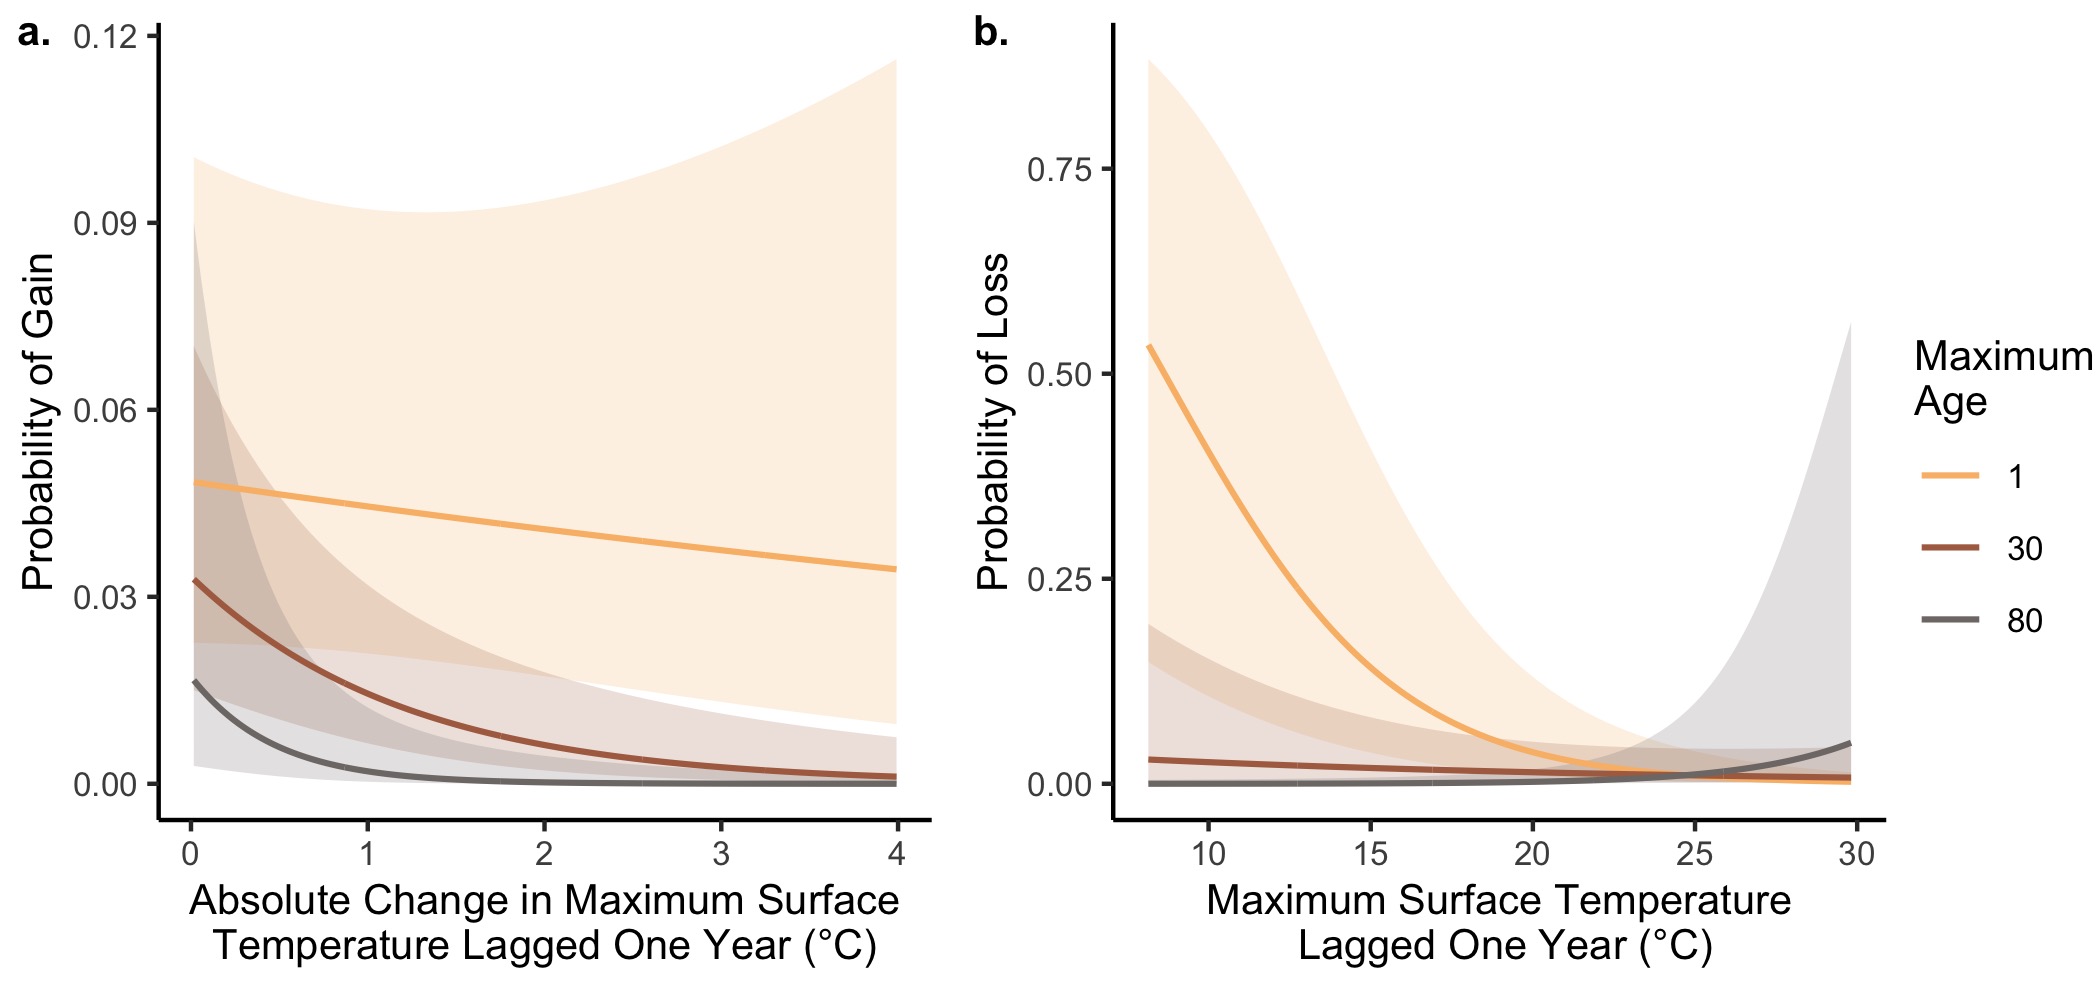 a.
0.12
0.09
0.06
0.03
0.00
Probability of Gain
0 1 2 3 4
Absolute Change in Maximum Surface
Temperature Lagged One Year (°C)
b.
0.75
0.50
0.25
0.00
Probability of Loss
10 15 20 25 30
Maximum Surface Temperature
Lagged One Year (°C)
Maximum
Age
1
30
80